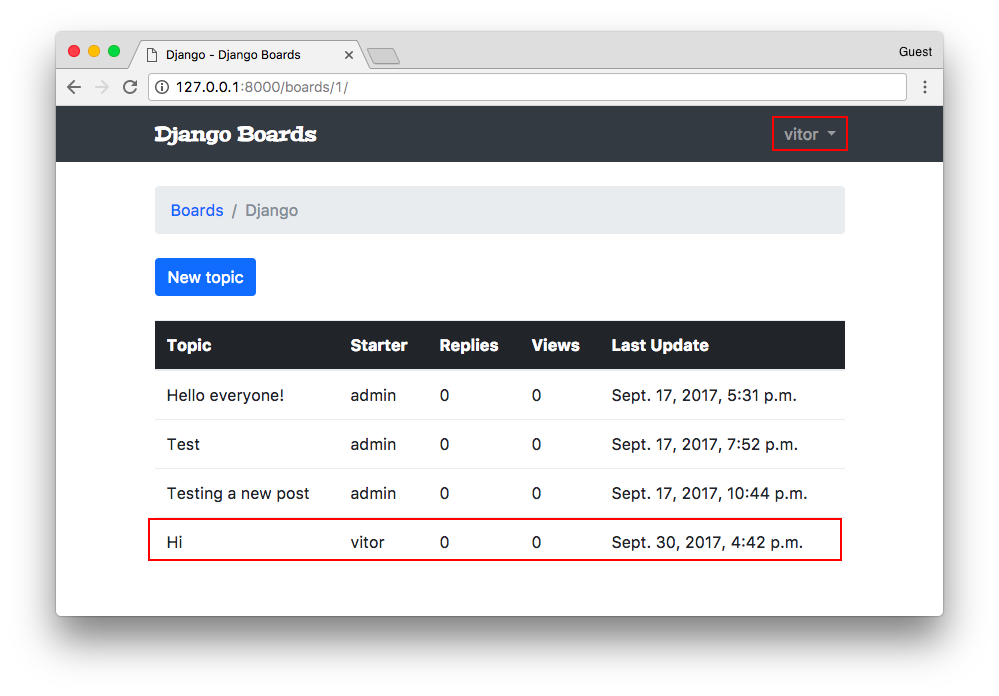 Django - Django Boards
Guest
127.0.0.1:8000/boards/1/
Django Boards
vitor
Boards / Django
New topic
Topic Starter Replies Views Last Update
Hello everyone! admin 0 0 Sept. 17, 2017, 5:31 p.m.
Test admin 0 0 Sept. 17, 2017, 7:52 p.m.
Testing a new post admin 0 0 Sept. 17, 2017, 10:44 p.m.
Hi vitor 0 0 Sept. 30, 2017, 4:42 p.m.